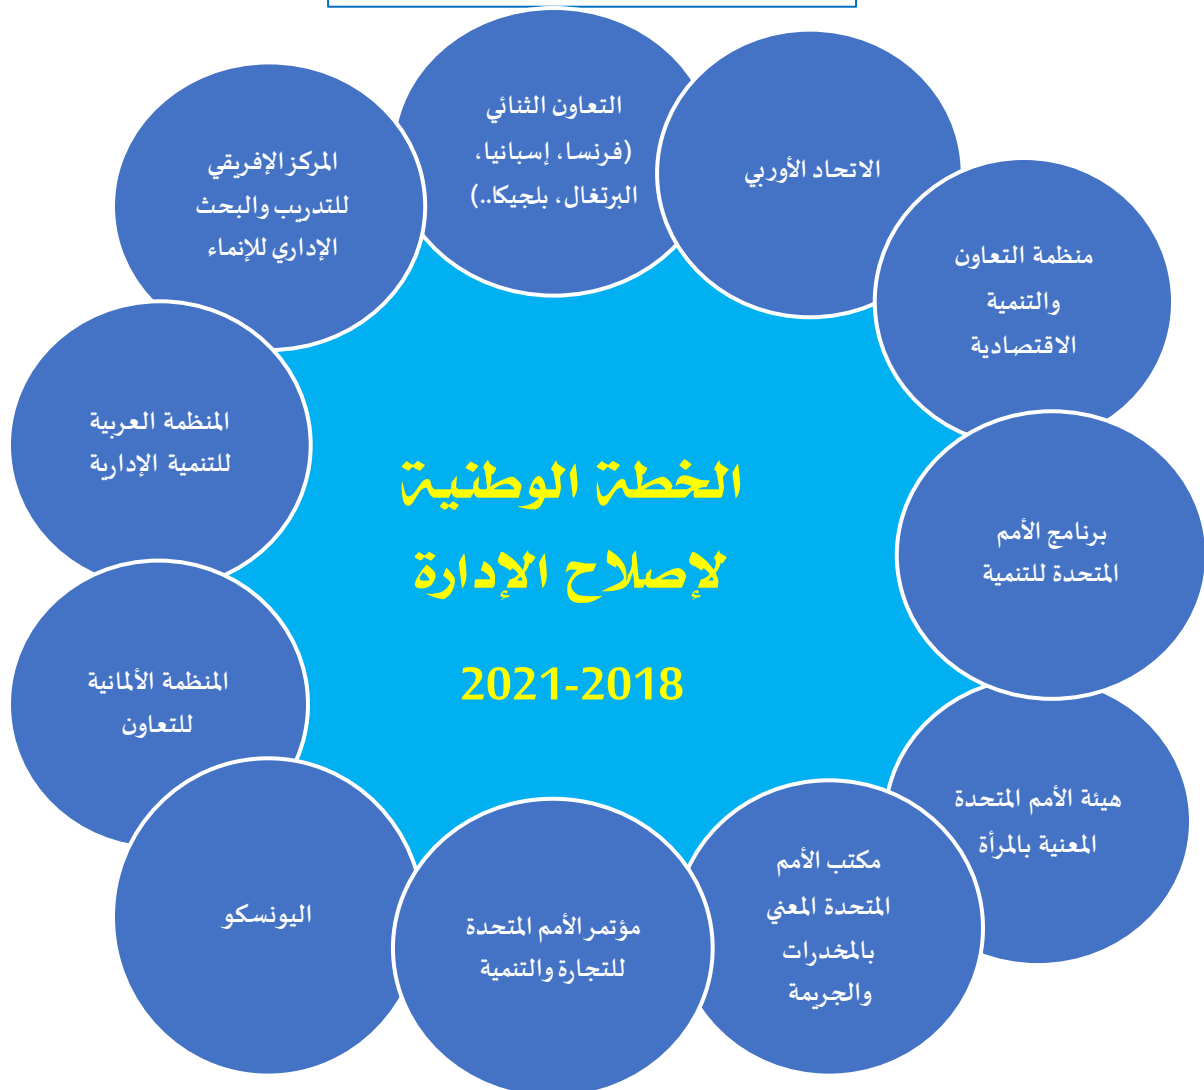 التعاون الثنائي
(فرنسا، إسبانيا،
البرتغال، بلجيكا..)
الاتحاد الأوربي
منظمة التعاون
والتنمية
الاقتصادية
برنامج الأمم
المتحدة للتنمية
هيئة الأمم المتحدة
المعنية بالمرأة
مكتب الأمم
المتحدة المعني
بالمخدرات
والجريمة
مؤتمر الأمم المتحدة
للتجارة والتنمية
اليونسكو
المنظمة الألمانية
للتعاون
المنظمة العربية
للتنمية الإدارية
المركز الإفريقي
للتدريب والبحث
الإداري للإنماء
الخطة الوطنية
لإصلاح الإدارة
2021-2018